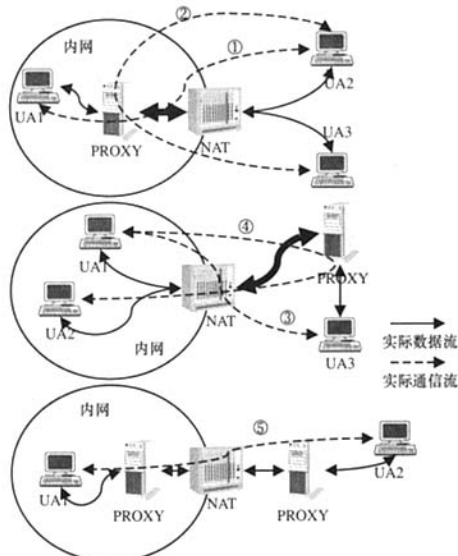 ②
内网
①
UA1
PROXY
NAT
UA2
UA3
④
UA1
PROXY
UA2
NAT
③
内网
UA3
实际数据流
实际通信流
内网
⑤
UA1
PROXY
NAT
PROXY
UA2